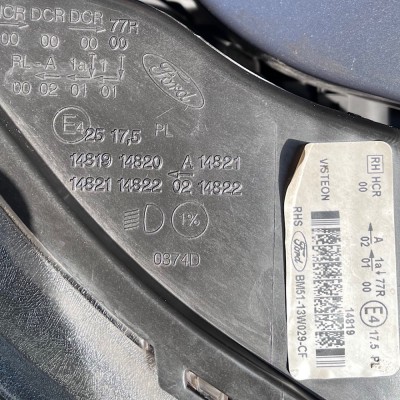 HCR DCR DCR 77R
00 00 00 00
RL-A 1a 1
00 02 01 01
Ford
E4 25 17,5 PL
14819 14820 A 14821
14821 14822 02 14822
1%
0374D
RH HCR
00
A 1a 77R
02 01 00
E4 17.5 PL
VISTEON
14819
RHS Ford BM51-13W029-CF